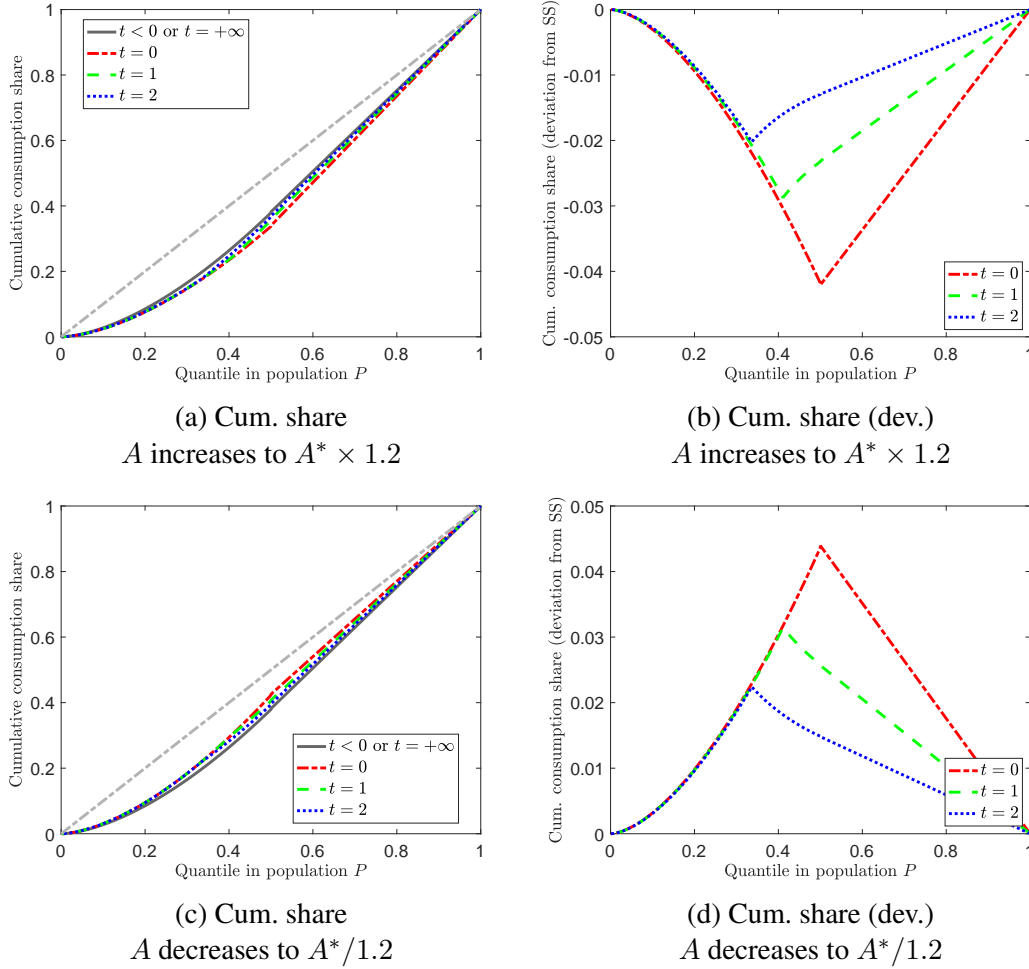 Cumulative consumption share
1
0.8
0.6
0.4
0.2
0
0 0.2 0.4 0.6 0.8 1
Quantile in population P
t < 0 or t = +∞
t = 0
t = 1
t = 2
(a) Cum. share
A increases to A* × 1.2
Cum. consumption share (deviation from SS)
0
-0.01
-0.02
-0.03
-0.04
-0.05
0 0.2 0.4 0.6 0.8 1
Quantile in population P
t = 0
t = 1
t = 2
(b) Cum. share (dev.)
A increases to A* × 1.2
Cumulative consumption share
1
0.8
0.6
0.4
0.2
0
0 0.2 0.4 0.6 0.8 1
Quantile in population P
t < 0 or t = +∞
t = 0
t = 1
t = 2
(c) Cum. share
A decreases to A*/1.2
Cum. consumption share (deviation from SS)
0.05
0.04
0.03
0.02
0.01
0
0 0.2 0.4 0.6 0.8 1
Quantile in population P
t = 0
t = 1
t = 2
(d) Cum. share (dev.)
A decreases to A*/1.2